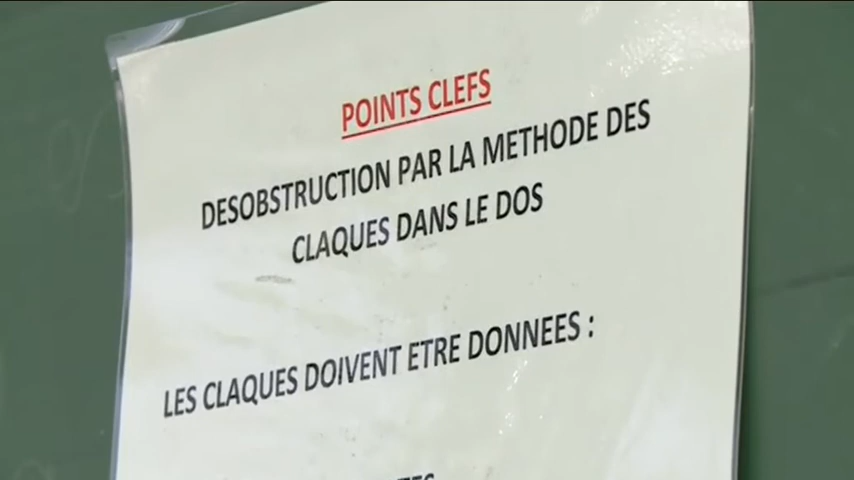 POINTS CLEFS
DESOBSTRUCTION PAR LA METHODE DES
CLAQUES DANS LE DOS
LES CLAQUES DOIVENT ETRE DONNEES :